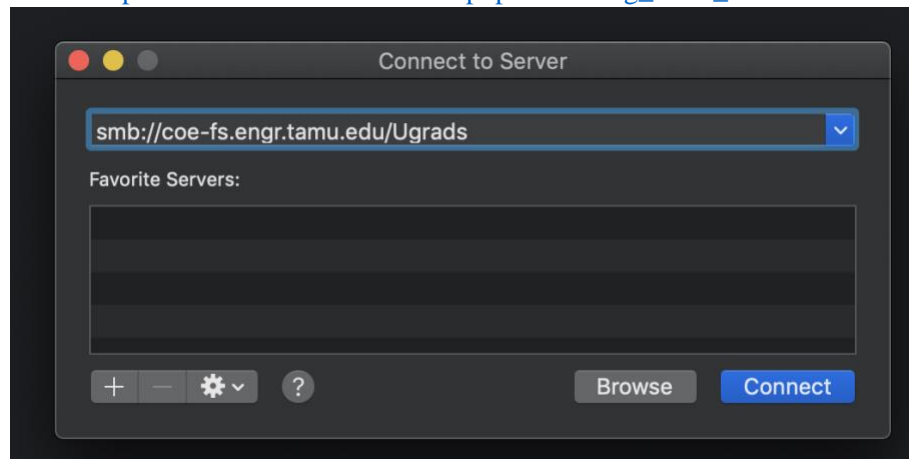 Connect to Server
smb://coe-fs.engr.tamu.edu/Ugrads
Favorite Servers:
+ − ?
Browse
Connect